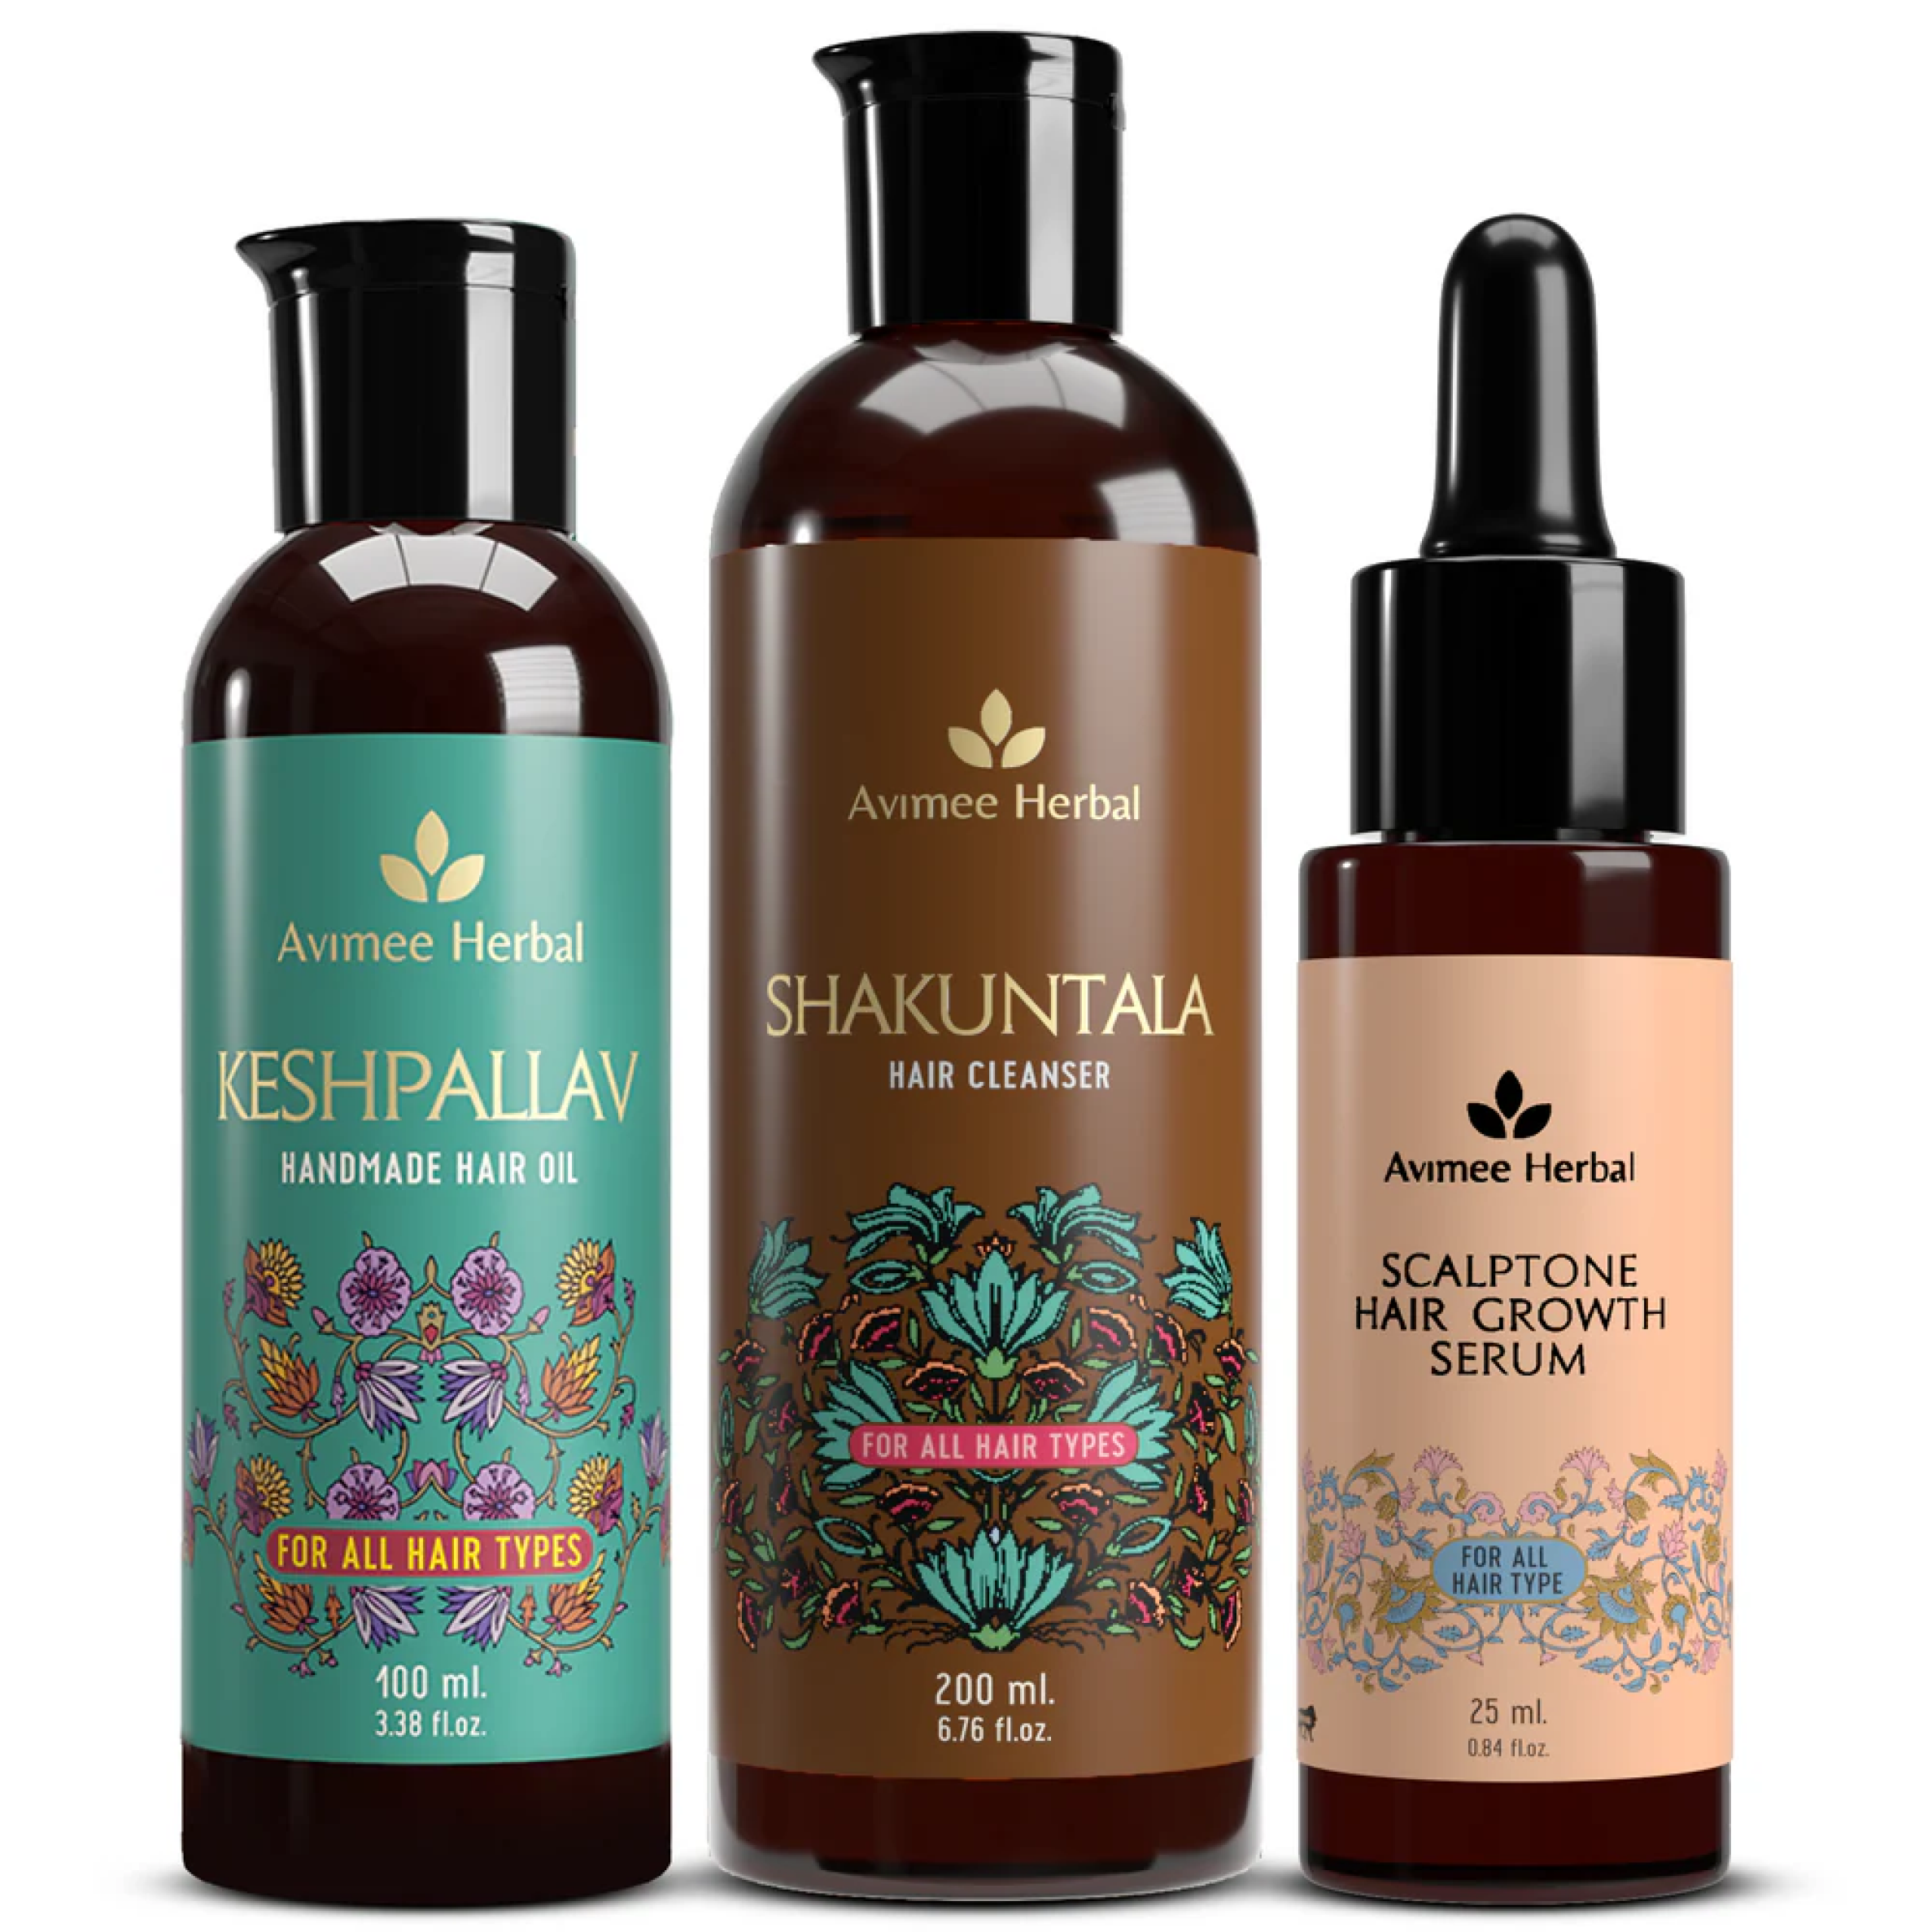 Avimee Herbal
KESHPALLAV
HANDMADE HAIR OIL
FOR ALL HAIR TYPES
100 ml.
3.38 fl.oz.
Avimee Herbal
SHAKUNTALA
HAIR CLEANSER
FOR ALL HAIR TYPES
200 ml.
6.76 fl.oz.
Avimee Herbal
SCALPTONE
HAIR GROWTH
SERUM
FOR ALL
HAIR TYPE
25 ml.
0.84 fl.oz.